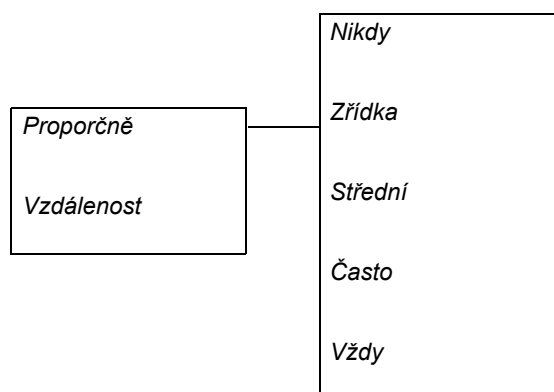 Proporčně
Vzdálenost
Nikdy
Zřídka
Střední
Často
Vždy